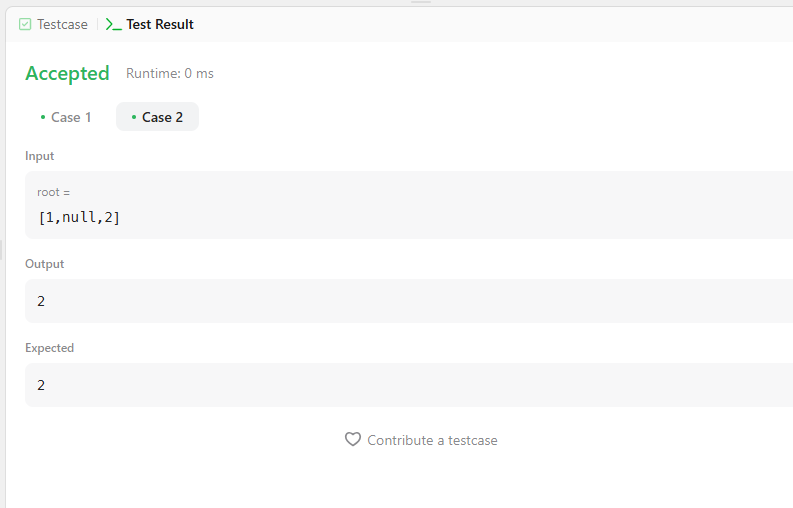 Testcase Test Result
Accepted Runtime: 0 ms
Case 1 Case 2
Input
root =
[1,null,2]
Output
2
Expected
2
Contribute a testcase